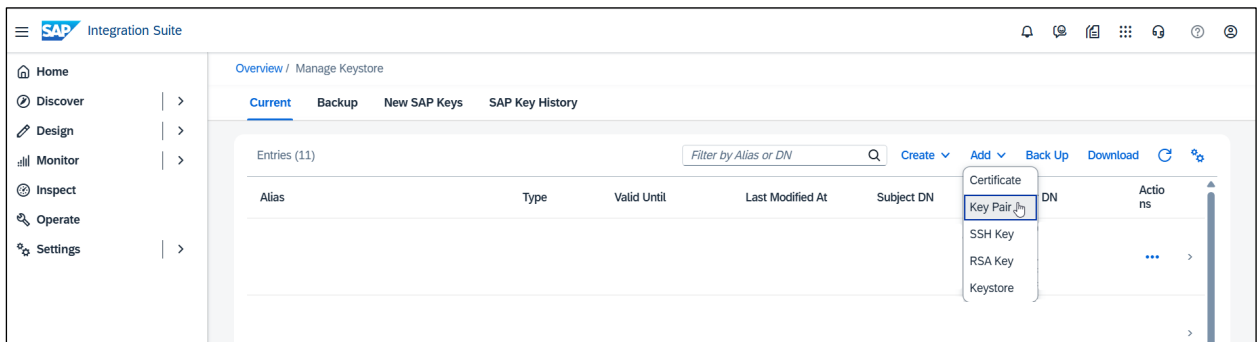 SAP Integration Suite
Home
Discover
Design
Monitor
Inspect
Operate
Settings
Overview / Manage Keystore
Current Backup New SAP Keys SAP Key History
Entries (11) Filter by Alias or DN Create Add Back Up Download
Alias Type Valid Until Last Modified At Subject DN DN Actio
ns
Certificate
Key Pair
SSH Key
RSA Key
Keystore